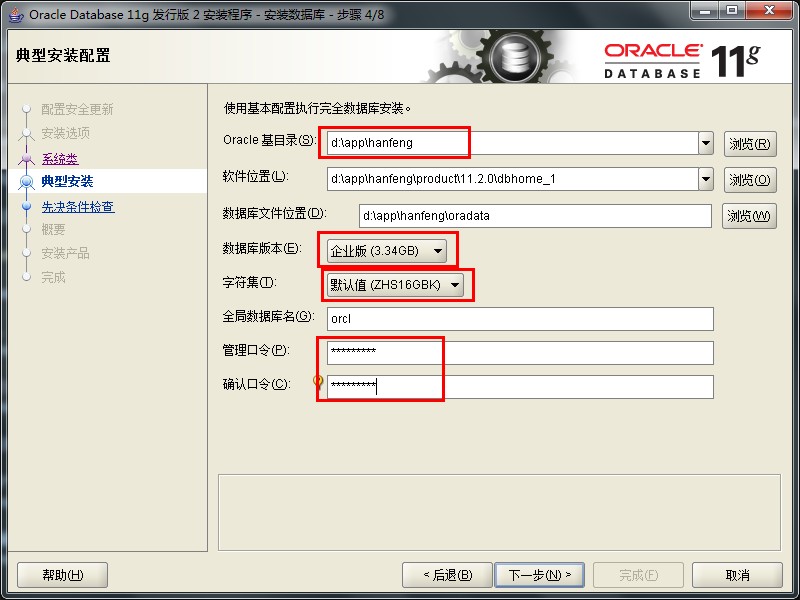 Oracle Database 11g 发行版 2 安装程序 - 安装数据库 - 步骤 4/8
典型安装配置
ORACLE
DATABASE 11g
配置安全更新
安装选项
系统类
典型安装
先决条件检查
概要
安装产品
完成
使用基本配置执行完全数据库安装。
Oracle 基目录(S): d:\app\hanfeng 浏览(R)
软件位置(L): d:\app\hanfeng\product\11.2.0\dbhome_1 浏览(O)
数据库文件位置(D): d:\app\hanfeng\oradata 浏览(W)
数据库版本(E): 企业版 (3.34GB)
字符集(T): 默认值 (ZHS16GBK)
全局数据库名(G): orcl
管理口令(P): *********
确认口令(C): *********
帮助(H) < 后退(B) 下一步(N) > 完成(F) 取消